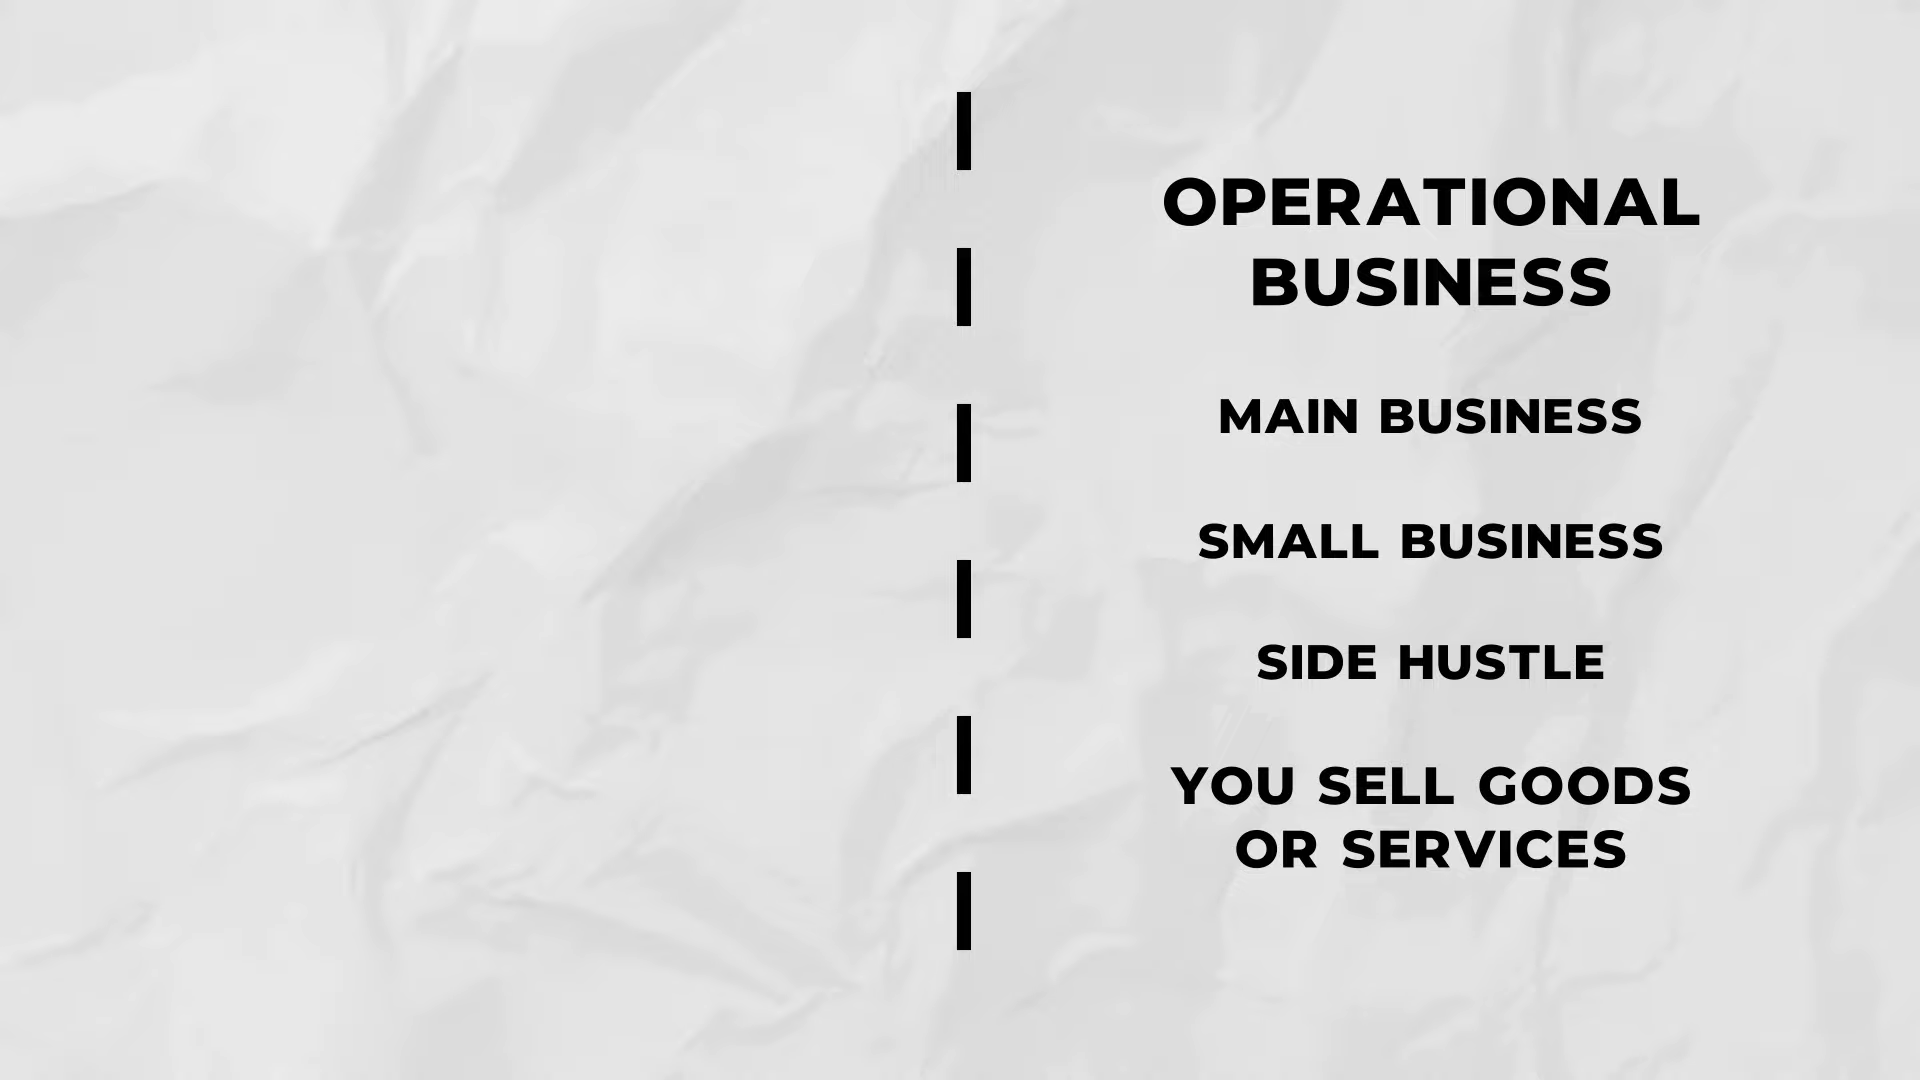 OPERATIONAL
BUSINESS
MAIN BUSINESS
SMALL BUSINESS
SIDE HUSTLE
YOU SELL GOODS
OR SERVICES